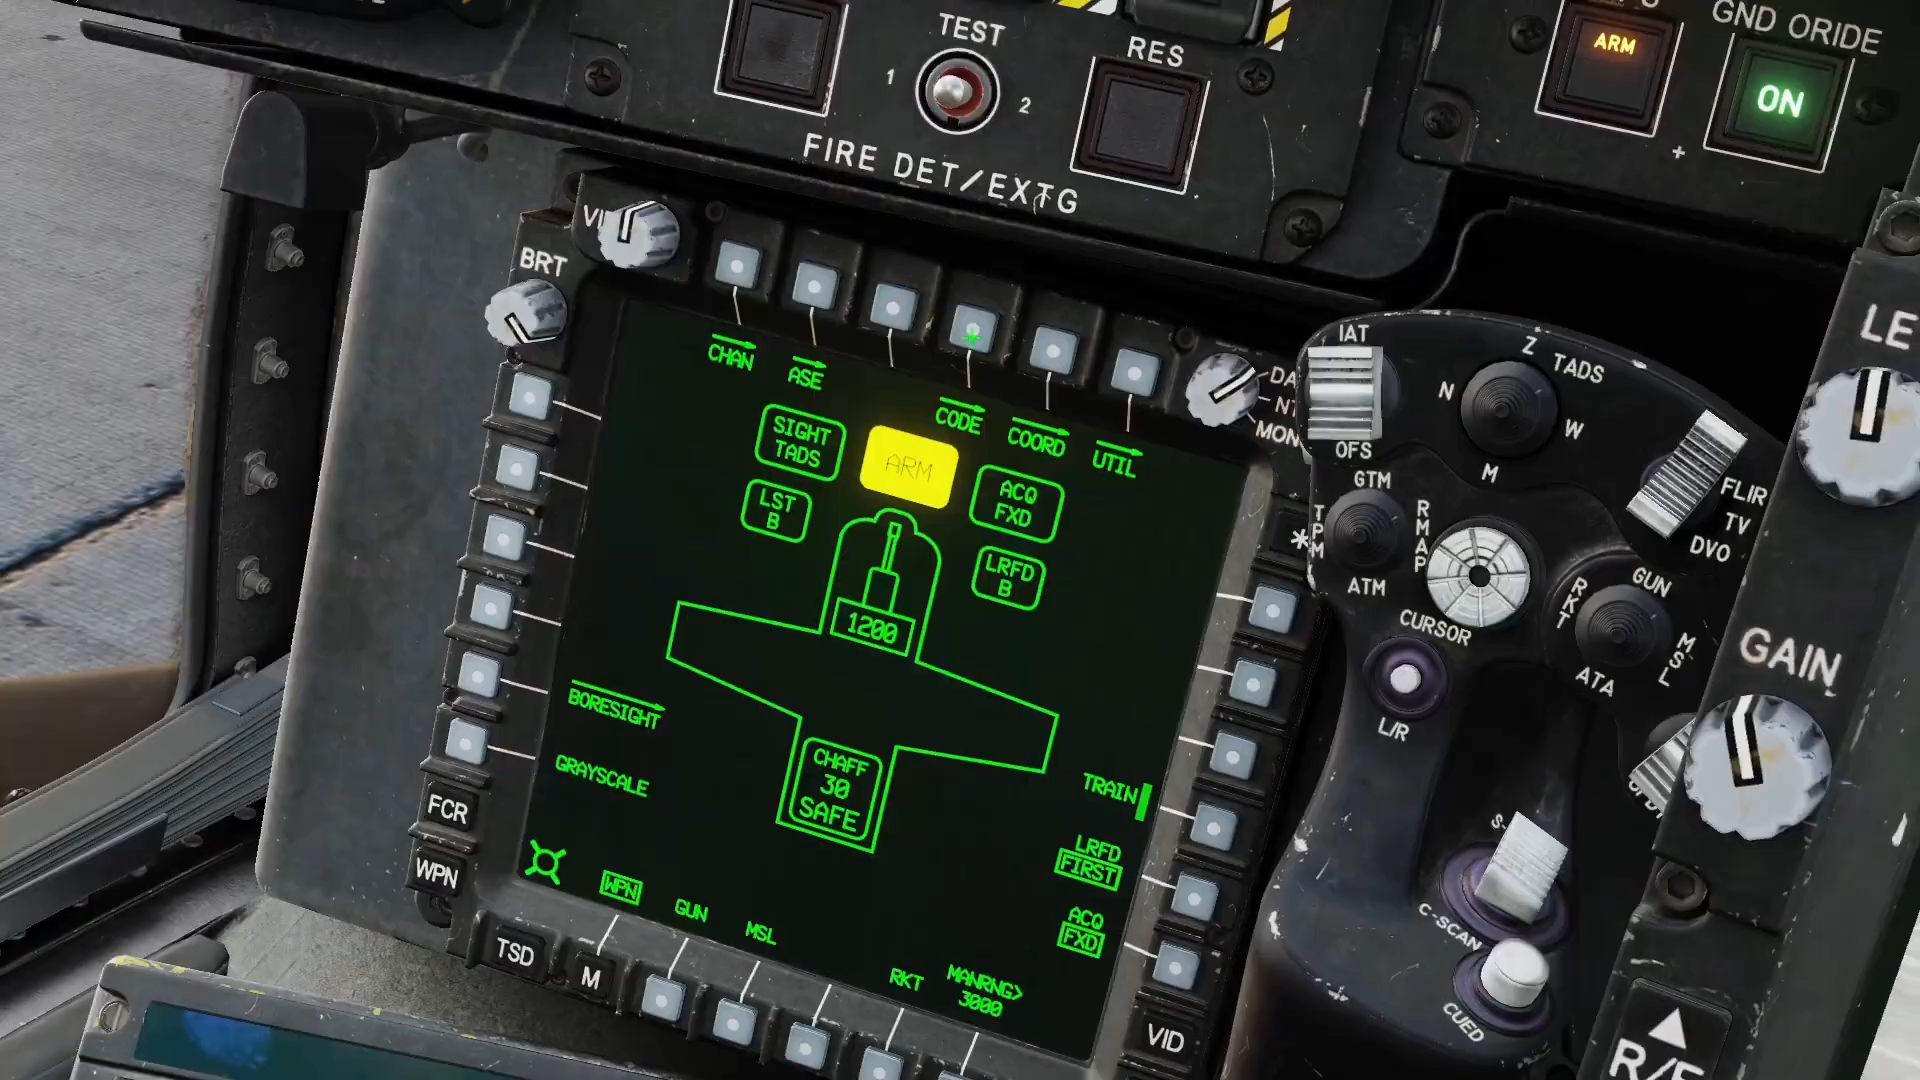 TEST
1
2
RES
FIRE DET/EXTG
ARM
GND ORIDE
ON
BRT
CHAN
ASE
CODE
COORD
UTIL
SIGHT
TADS
ARM
ACQ
FXD
LST
B
LRFD
B
1200
BORESIGHT
GRAYSCALE
CHAFF
30
SAFE
TRAIN
LRFD
FIRST
ACQ
FXD
WPN
GUN
MSL
RKT
MANRNG>
3000
FCR
WPN
TSD
M
VID
MON
IAT
OFS
Z
TADS
N
W
M
FLIR
TV
DVO
GTM
TPM
RMAP
ATM
CURSOR
L/R
GUN
RKT
MSL
ATA
C-SCAN
CUED
GAIN